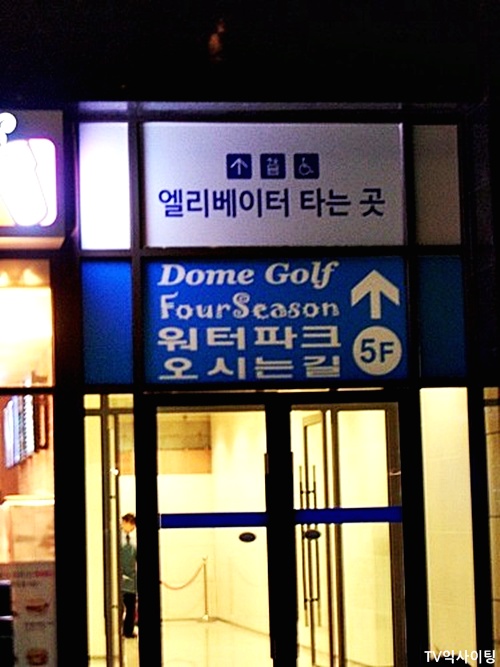 엘리베이터 타는 곳
Dome Golf
FourSeason
워터파크
오시는길
5F
TV익사이팅